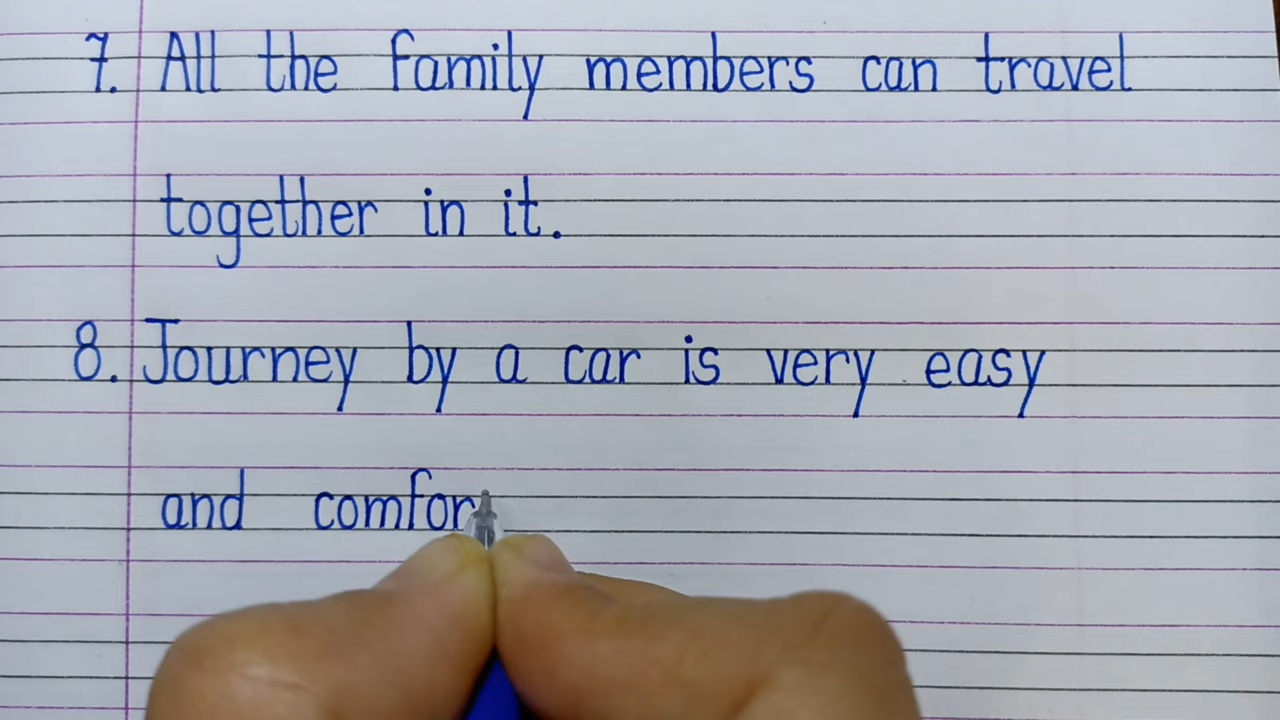 7. All the family members can travel
together in it.
8. Journey by a car is very easy
and comfor